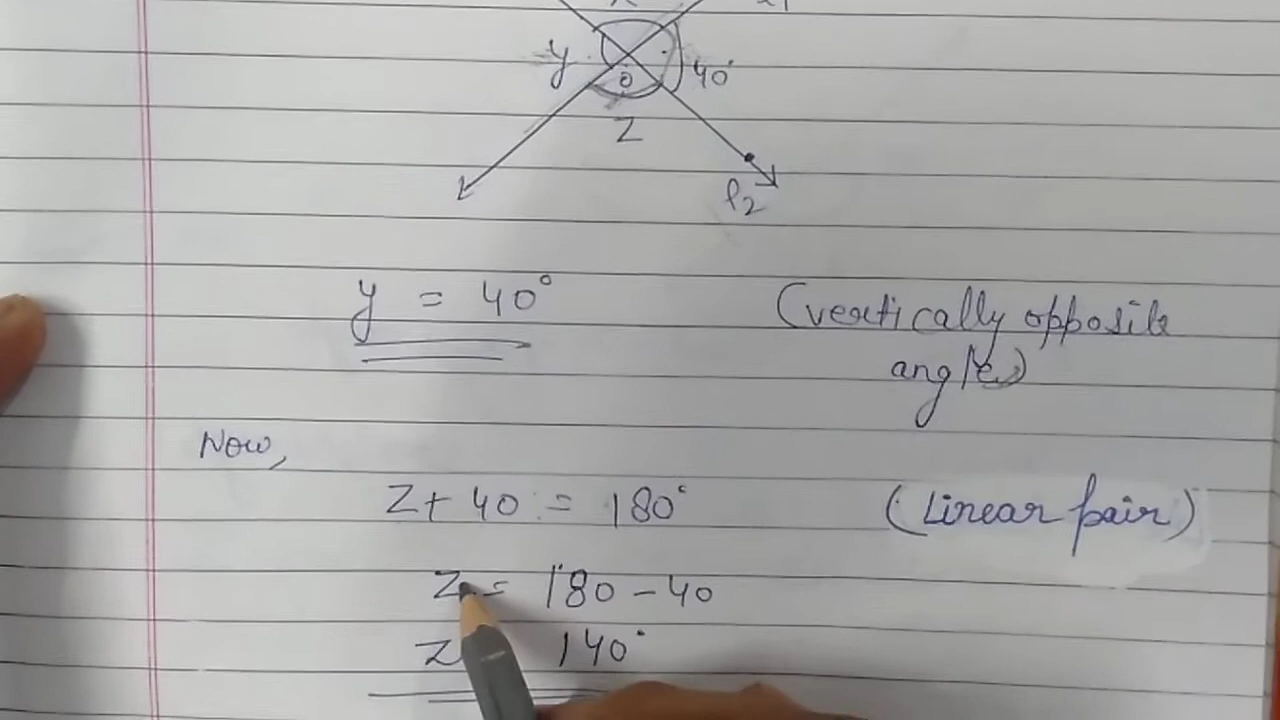 y
40°
o
Z
l2
y = 40°
(vertically opposite
angles)
Now,
Z + 40 = 180°
(Linear pair)
Z = 180 - 40
Z 140°